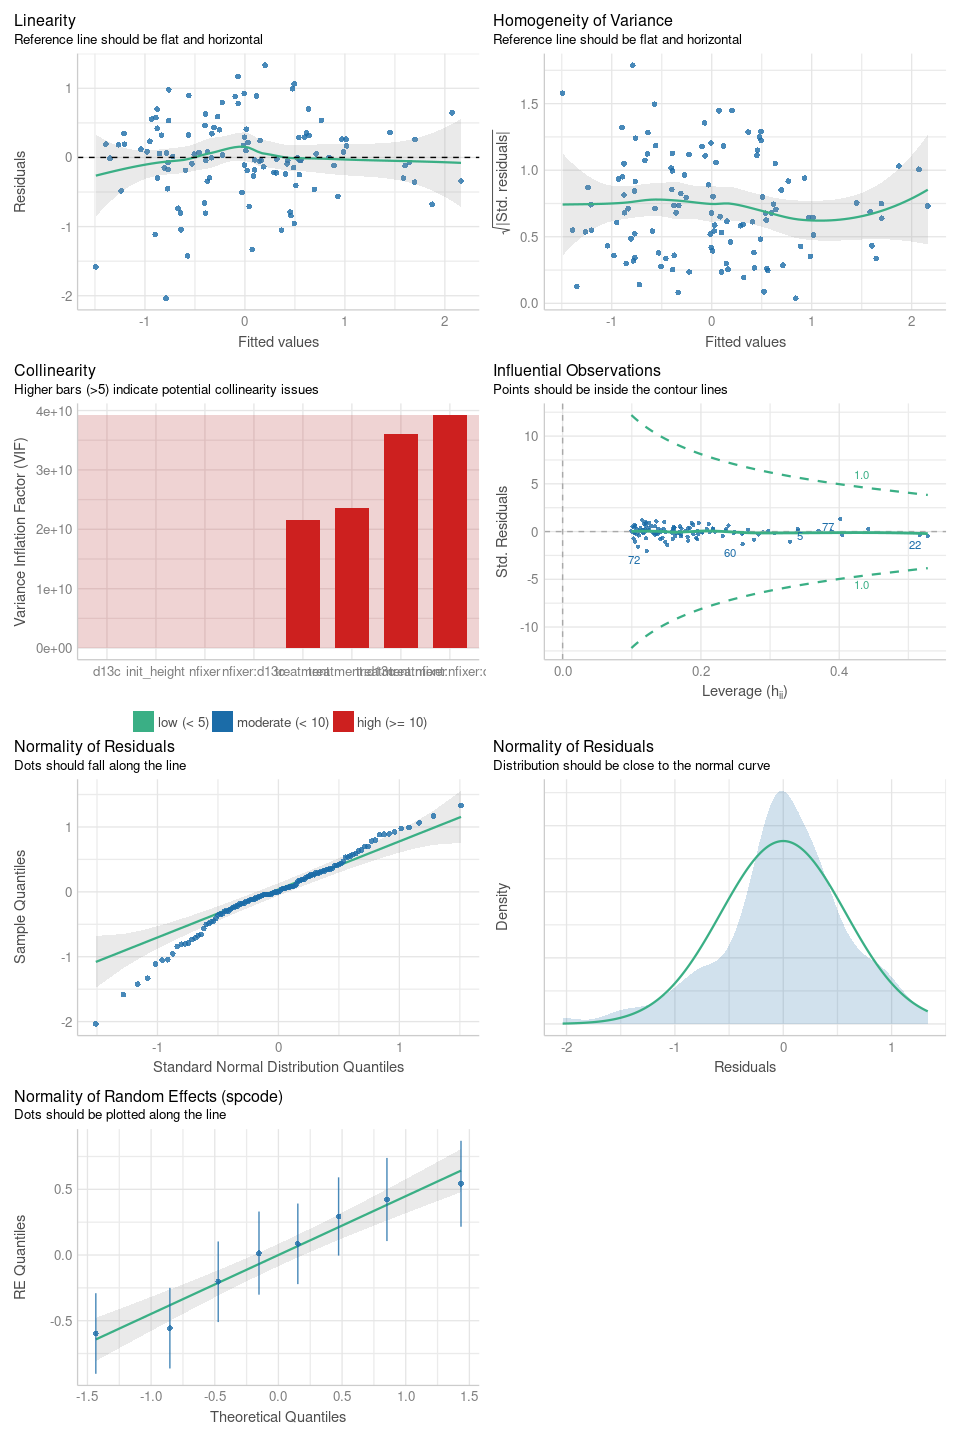 Linearity
Reference line should be flat and horizontal
Residuals
1
0
-1
-2
-1
0
1
2
Fitted values
Homogeneity of Variance
Reference line should be flat and horizontal
√|Std. residuals|
1.5
1.0
0.5
0.0
-1
0
1
2
Fitted values
Collinearity
Higher bars (>5) indicate potential collinearity issues
Variance Inflation Factor (VIF)
4e+10
3e+10
2e+10
1e+10
0e+00
d13c init_height nfixer nfixer:d13c
low (< 5) moderate (< 10) high (>= 10)
Influential Observations
Points should be inside the contour lines
Std. Residuals
10
5
0
-5
-10
1.0
77
5
72
60
22
1.0
0.0
0.2
0.4
Leverage (hii)
Normality of Residuals
Dots should fall along the line
Sample Quantiles
1
0
-1
-2
-1
0
1
Standard Normal Distribution Quantiles
Normality of Residuals
Distribution should be close to the normal curve
Density
-2
-1
0
1
Residuals
Normality of Random Effects (spcode)
Dots should be plotted along the line
RE Quantiles
0.5
0.0
-0.5
-1.5
-1.0
-0.5
0.0
0.5
1.0
1.5
Theoretical Quantiles